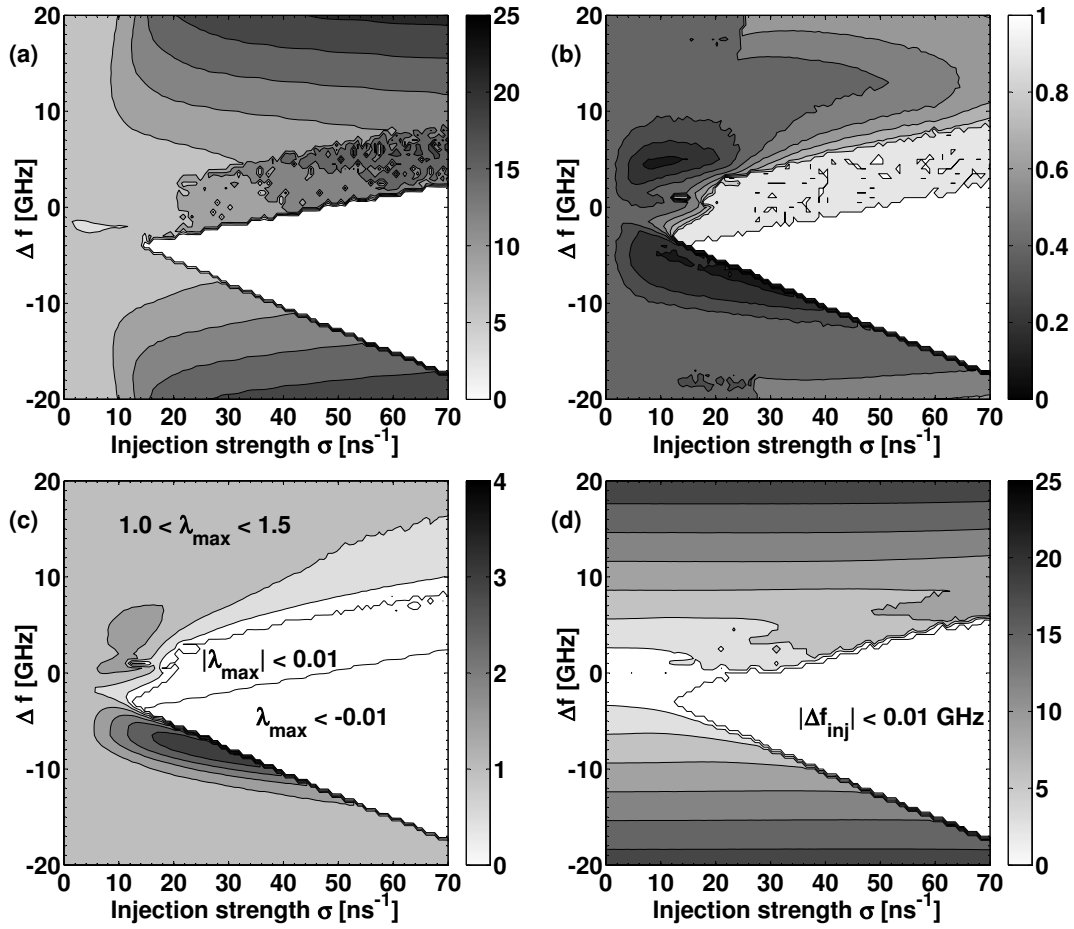 (a)
Δ f [GHz]
20
10
0
-10
-20
0 10 20 30 40 50 60 70
Injection strength σ [ns⁻¹]
25
20
15
10
5
0
(b)
Δ f [GHz]
20
10
0
-10
-20
0 10 20 30 40 50 60 70
Injection strength σ [ns⁻¹]
1
0.8
0.6
0.4
0.2
0
(c)
Δ f [GHz]
20
10
0
-10
-20
1.0 < λmax < 1.5
|λmax| < 0.01
λmax < -0.01
0 10 20 30 40 50 60 70
Injection strength σ [ns⁻¹]
4
3
2
1
0
(d)
Δf [GHz]
20
10
0
-10
-20
|Δfinj| < 0.01 GHz
0 10 20 30 40 50 60 70
Injection strength σ [ns⁻¹]
25
20
15
10
5
0